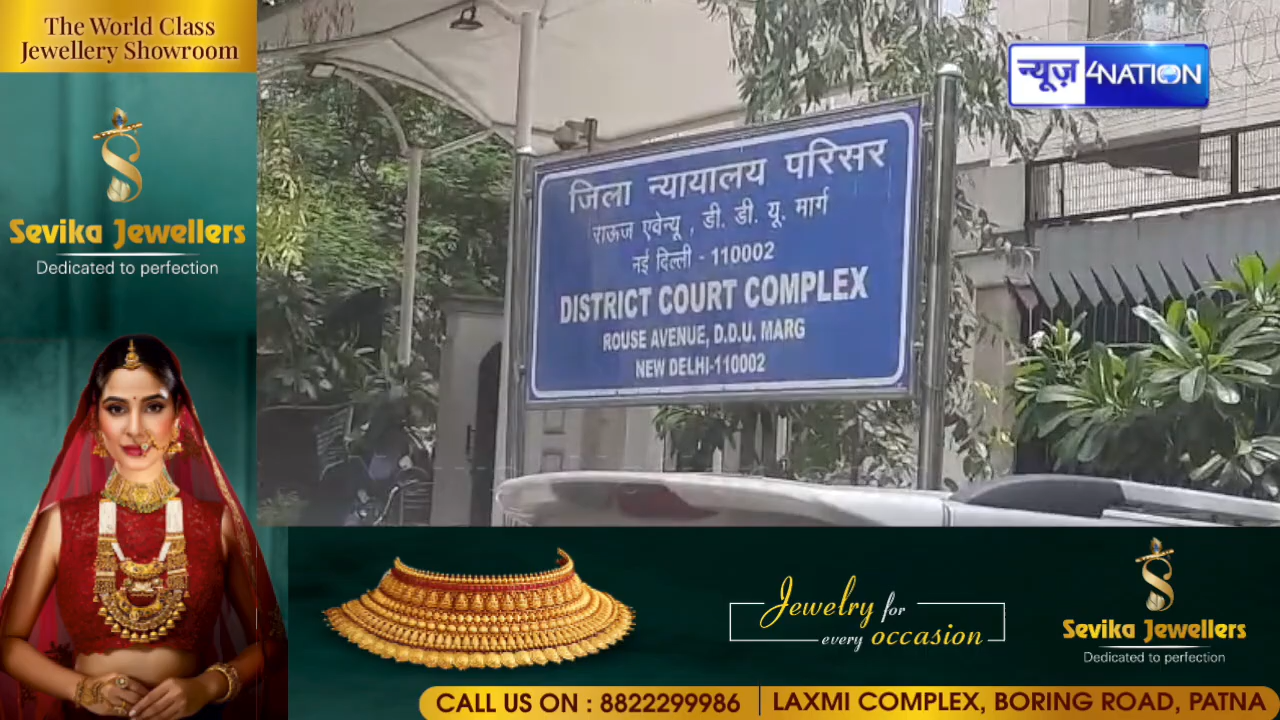 The World Class
Jewellery Showroom
Sevika Jewellers
Dedicated to perfection
न्यूज़ 4NATION
जिला न्यायालय परिसर
राऊज एवेन्यू , डी. डी. यू. मार्ग
नई दिल्ली - 110002
DISTRICT COURT COMPLEX
ROUSE AVENUE, D.D.U. MARG
NEW DELHI-110002
Jewelry for
every occasion
Sevika Jewellers
Dedicated to perfection
CALL US ON : 8822299986 | LAXMI COMPLEX, BORING ROAD, PATNA